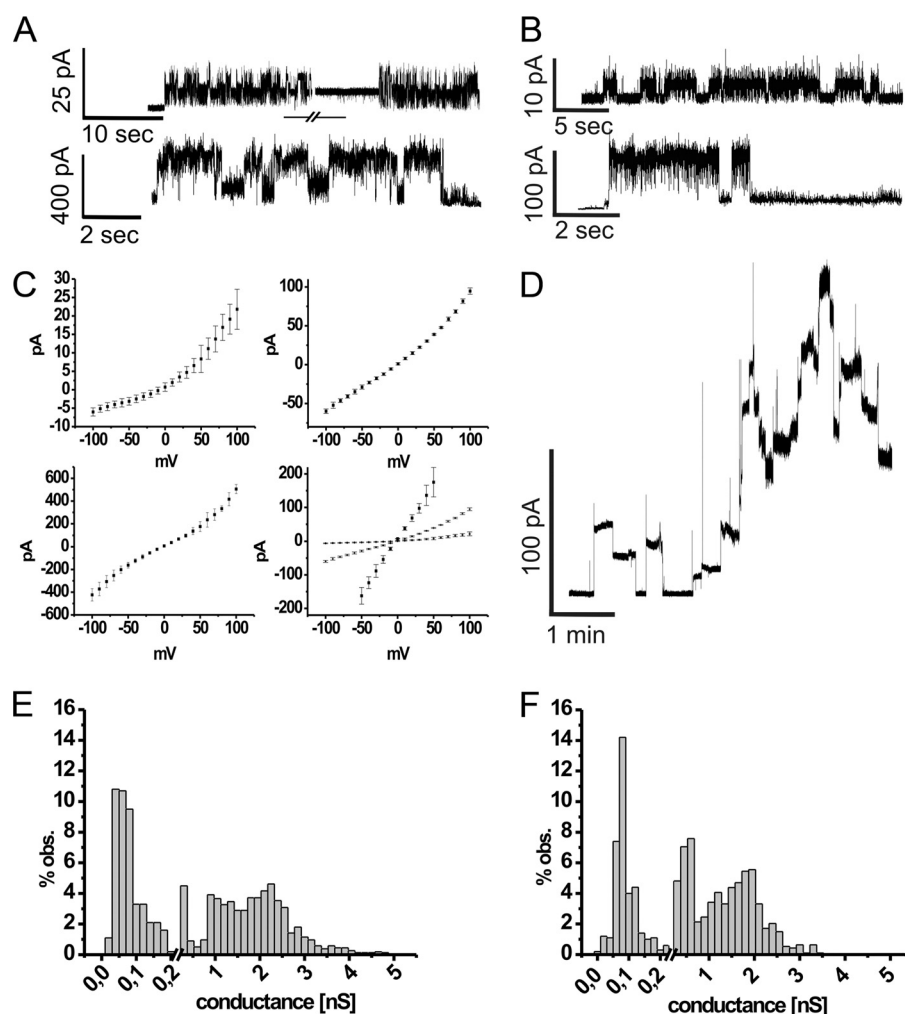 A
25 pA
10 sec
400 pA
2 sec
B
10 pA
5 sec
100 pA
2 sec
C
30
25
20
15
10
5
0
-5
-10
pA
-100 -50 0 50 100
mV
100
50
0
-50
pA
-100 -50 0 50 100
mV
600
400
200
0
-200
-400
-600
pA
-100 -50 0 50 100
mV
200
100
0
-100
-200
pA
-100 -50 0 50 100
mV
D
100 pA
1 min
E
16
14
12
10
8
6
4
2
0
% obs.
0,0 0,1 0,2 1 2 3 4 5
conductance [nS]
F
16
14
12
10
8
6
4
2
0
% obs.
0,0 0,1 0,2 1 2 3 4 5
conductance [nS]